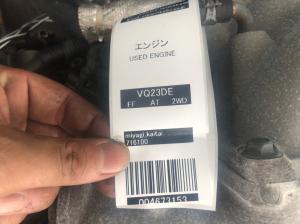 エンジン
USED ENGINE
VQ23DE
FF AT 2WD
miyagi_kaitai
716100
004673153